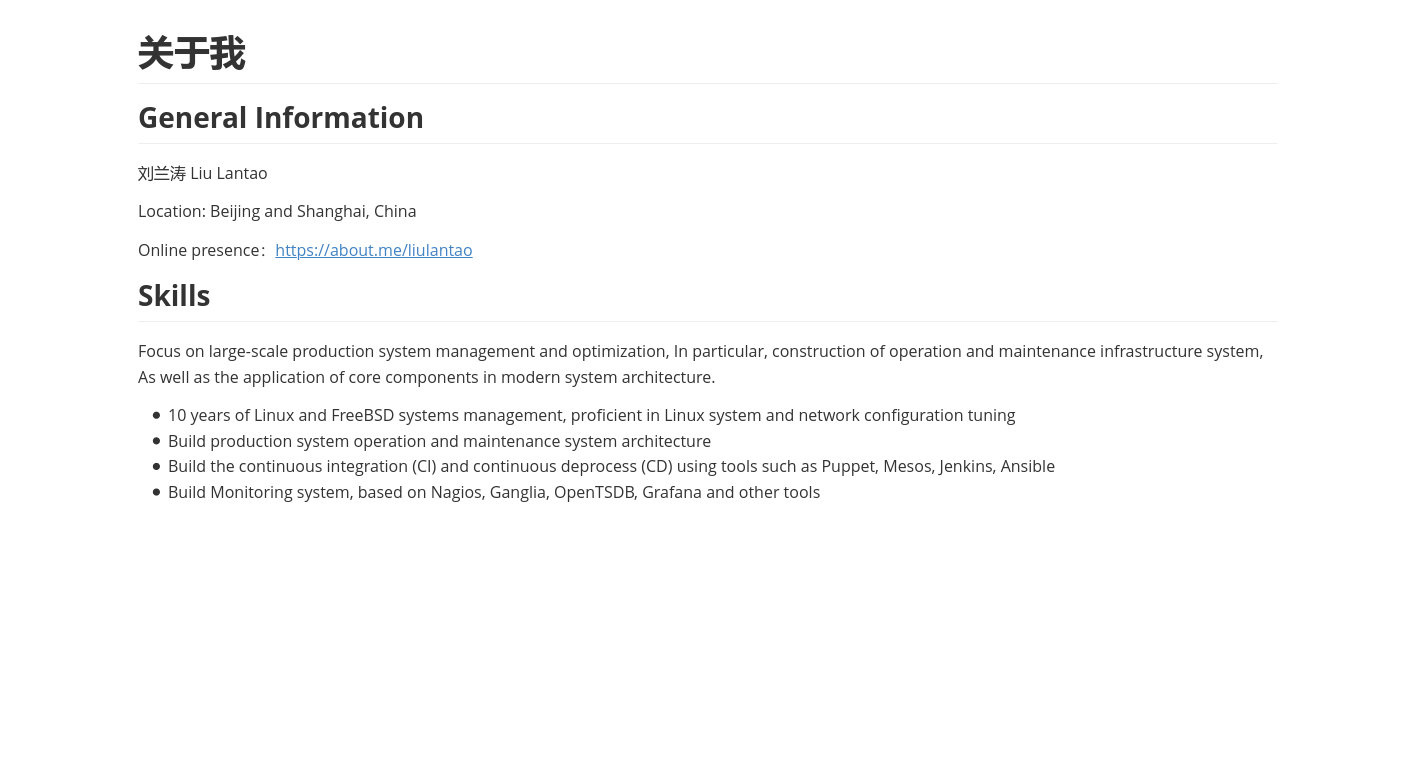 关于我
General Information
刘兰涛 Liu Lantao
Location: Beijing and Shanghai, China
Online presence：https://about.me/liulantao
Skills
Focus on large-scale production system management and optimization, In particular, construction of operation and maintenance infrastructure system,
As well as the application of core components in modern system architecture.
● 10 years of Linux and FreeBSD systems management, proficient in Linux system and network configuration tuning
● Build production system operation and maintenance system architecture
● Build the continuous integration (CI) and continuous deprocess (CD) using tools such as Puppet, Mesos, Jenkins, Ansible
● Build Monitoring system, based on Nagios, Ganglia, OpenTSDB, Grafana and other tools